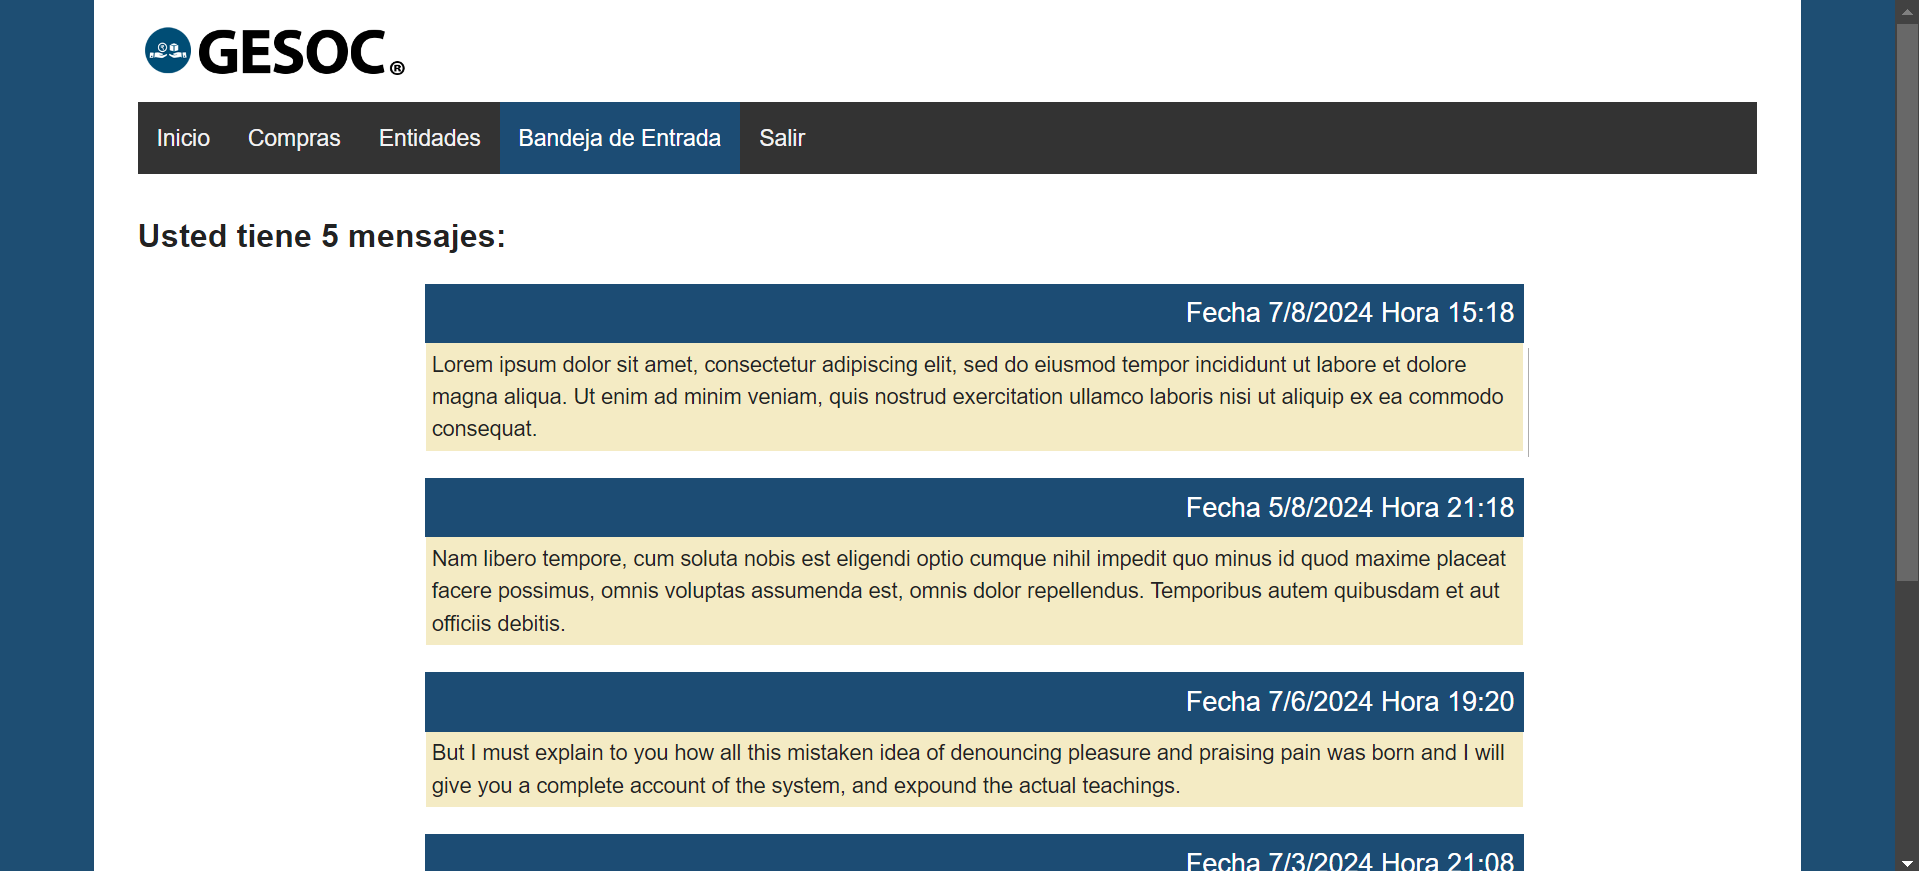 GESOC®
Inicio Compras Entidades Bandeja de Entrada Salir
Usted tiene 5 mensajes:
Fecha 7/8/2024 Hora 15:18
Lorem ipsum dolor sit amet, consectetur adipiscing elit, sed do eiusmod tempor incididunt ut labore et dolore
magna aliqua. Ut enim ad minim veniam, quis nostrud exercitation ullamco laboris nisi ut aliquip ex ea commodo
consequat.
Fecha 5/8/2024 Hora 21:18
Nam libero tempore, cum soluta nobis est eligendi optio cumque nihil impedit quo minus id quod maxime placeat
facere possimus, omnis voluptas assumenda est, omnis dolor repellendus. Temporibus autem quibusdam et aut
officiis debitis.
Fecha 7/6/2024 Hora 19:20
But I must explain to you how all this mistaken idea of denouncing pleasure and praising pain was born and I will
give you a complete account of the system, and expound the actual teachings.
Fecha 7/3/2024 Hora 21:08